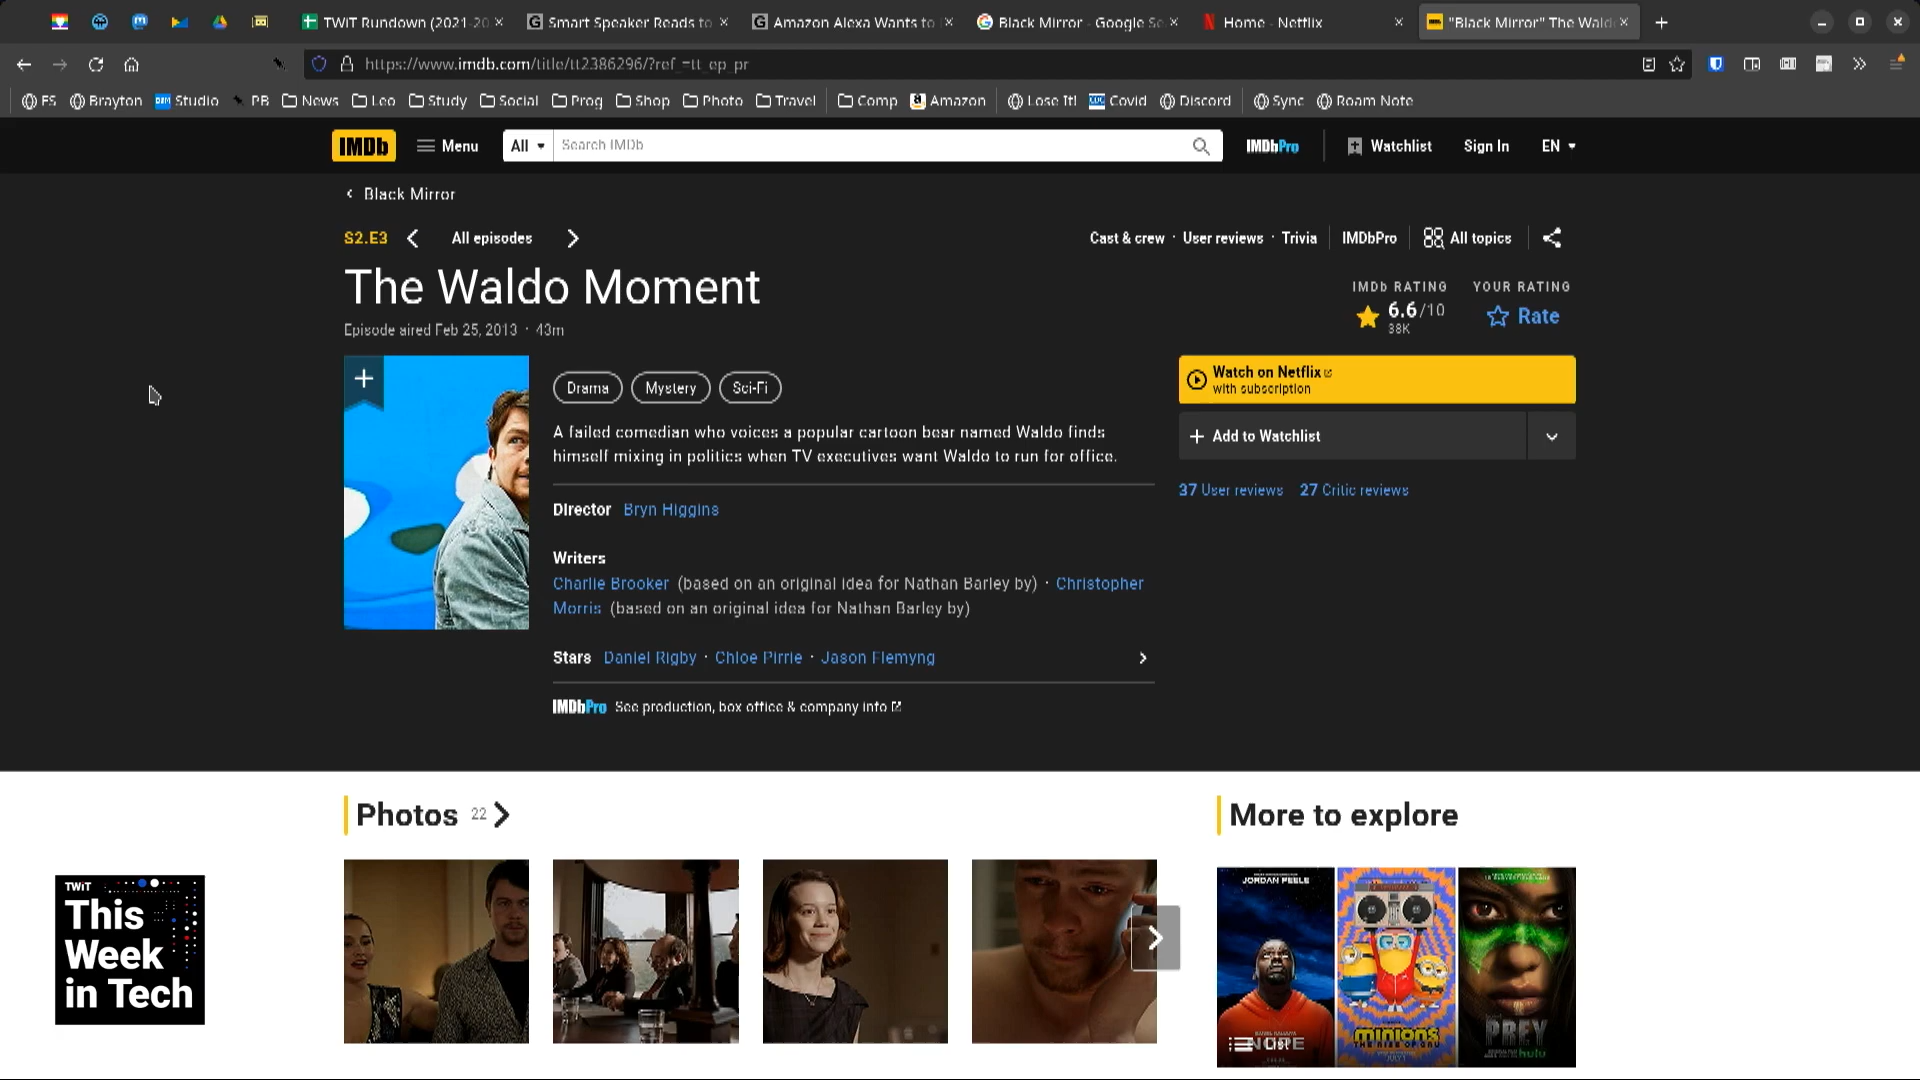 TWiT Rundown (2021-20
Smart Speaker Reads to
Amazon Alexa Wants to
Black Mirror - Google Se
Home - Netflix
"Black Mirror" The Wald
https://www.imdb.com/title/tt2386296/?ref_=tt_ep_pr
FS
Brayton
Studio
PB
News
Leo
Study
Social
Prog
Shop
Photo
Travel
Comp
Amazon
Lose It!
Covid
Discord
Sync
Roam Note
IMDb
Menu
All
Search IMDb
IMDbPro
Watchlist
Sign In
EN
Black Mirror
S2.E3
All episodes
Cast & crew · User reviews · Trivia
IMDbPro
All topics
The Waldo Moment
IMDb RATING
YOUR RATING
6.6/10
38K
Rate
Episode aired Feb 25, 2013 · 43m
Drama
Mystery
Sci-Fi
Watch on Netflix
with subscription
A failed comedian who voices a popular cartoon bear named Waldo finds
himself mixing in politics when TV executives want Waldo to run for office.
+ Add to Watchlist
37 User reviews
27 Critic reviews
Director Bryn Higgins
Writers
Charlie Brooker (based on an original idea for Nathan Barley by) · Christopher
Morris (based on an original idea for Nathan Barley by)
Stars Daniel Rigby · Chloe Pirrie · Jason Flemyng
IMDbPro See production, box office & company info
Photos 22
More to explore
TWiT
This
Week
in Tech
JORDAN PEELE
NOPE
List
MINIONS
THE RISE OF GRU
PREY
hulu